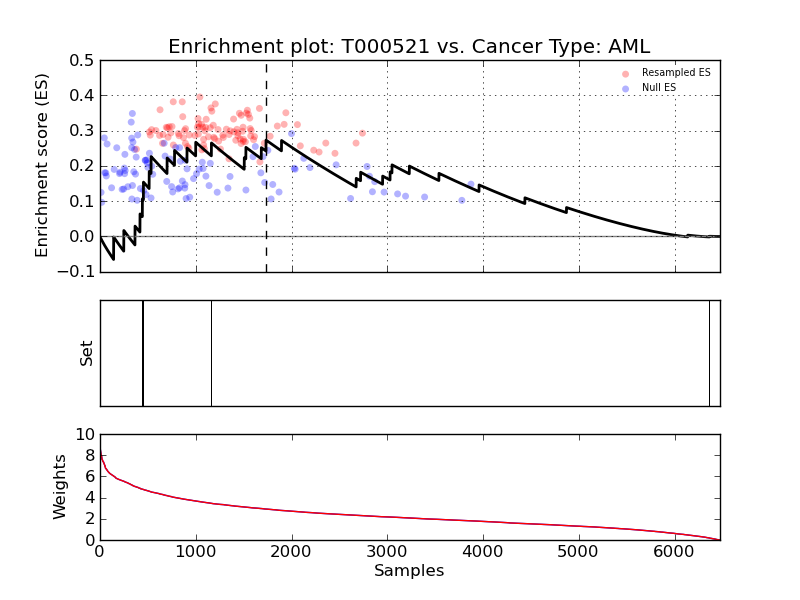 Enrichment plot: T000521 vs. Cancer Type: AML
Enrichment score (ES)
0.5
0.4
0.3
0.2
0.1
0.0
−0.1
Resampled ES
Null ES
Set
Weights
10
8
6
4
2
0
0 1000 2000 3000 4000 5000 6000
Samples